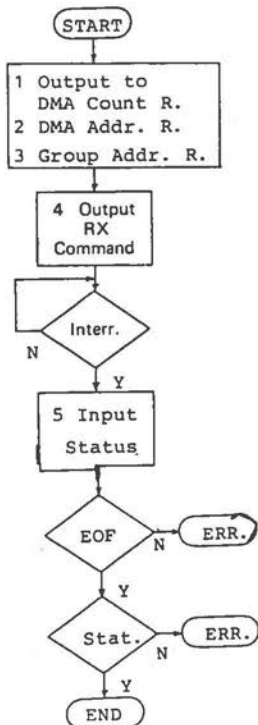 START
1 Output to
DMA Count R.
2 DMA Addr. R.
3 Group Addr. R.
4 Output
RX
Command
Interr.
N
Y
5 Input
Status
EOF
N
ERR.
Y
Stat.
N
ERR.
Y
END